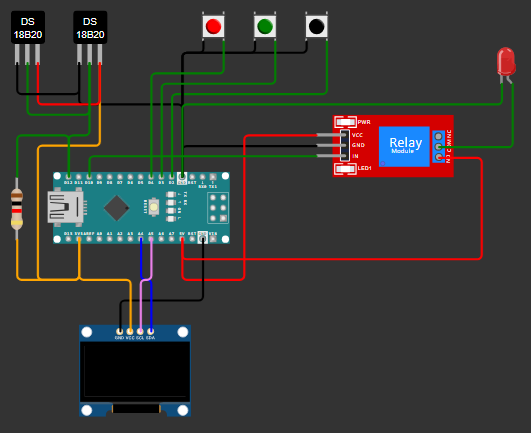 DS
18B20
DS
18B20
PWR
VCC
GND
IN
LED1
Relay
Module
D12 D11 D10 D9 D8 D7 D6 D5 D4 D3 D2 GND RST
RX0 TX1
D13 3V3 AREF A0 A1 A2 A3 A4 A5 A6 A7 5V RST GND VIN
GND VCC SCL SDA